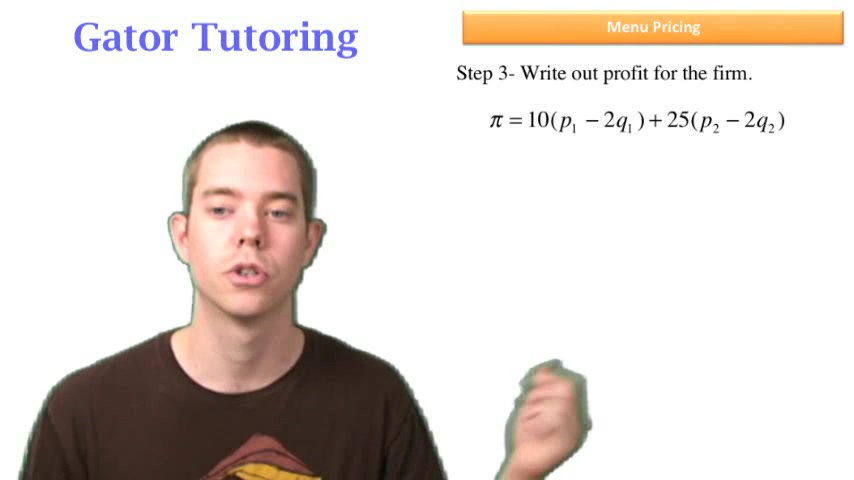 Gator Tutoring
Menu Pricing
Step 3- Write out profit for the firm.
π = 10(p₁ − 2q₁) + 25(p₂ − 2q₂)